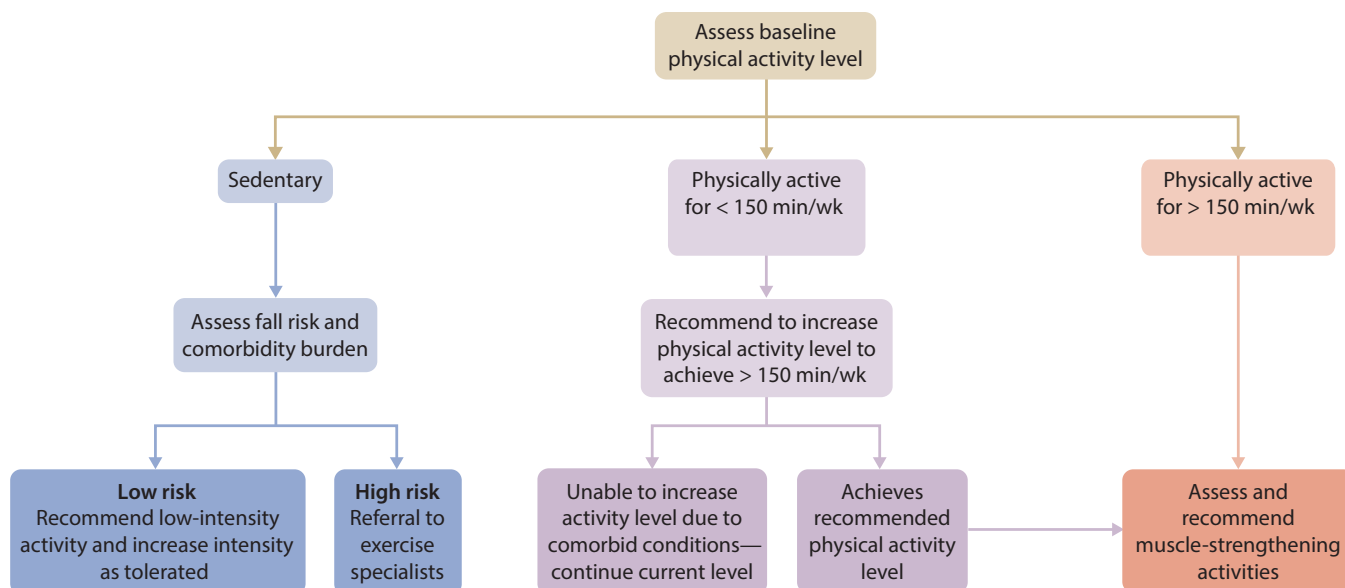 Assess baseline
physical activity level
Sedentary
Physically active
for < 150 min/wk
Physically active
for > 150 min/wk
Assess fall risk and
comorbidity burden
Recommend to increase
physical activity level to
achieve > 150 min/wk
Low risk
Recommend low-intensity
activity and increase intensity
as tolerated
High risk
Referral to
exercise
specialists
Unable to increase
activity level due to
comorbid conditions—
continue current level
Achieves
recommended
physical activity
level
Assess and
recommend
muscle-strengthening
activities